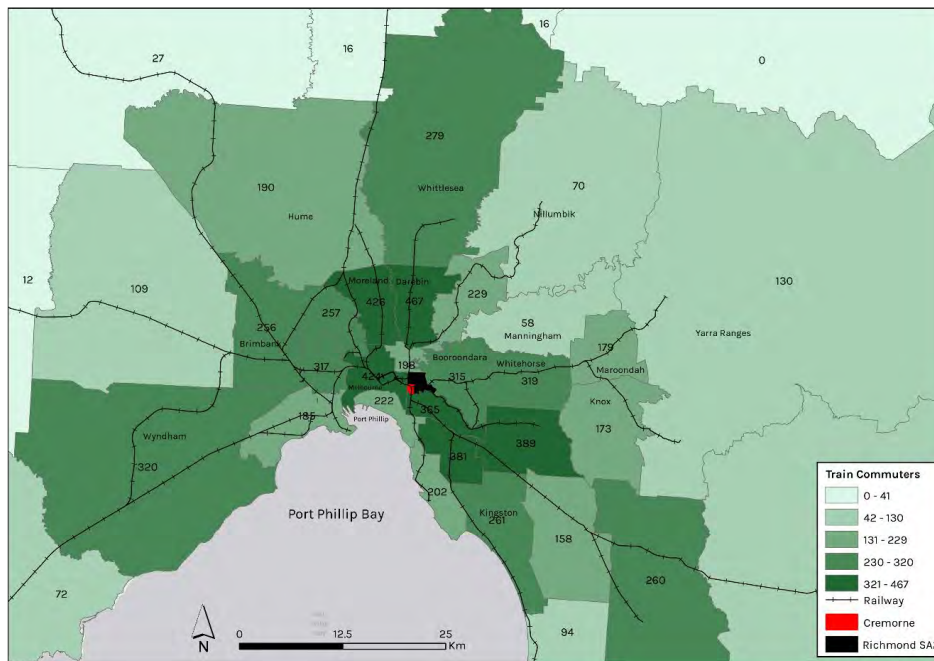 27
16
16
0
279
Whittlesea
190
Hume
70
Nillumbik
12
109
130
Yarra Ranges
Moreland
Darebin
426
467
229
256
Brimbank
257
58
Manningham
179
Maroondah
317
424
198
Booroondara
Whitehorse
315
319
Knox
173
222
Port Phillip
365
185
Wyndham
320
381
389
202
Kingston
261
158
260
Port Phillip Bay
72
94
N
0 12.5 25
Km
Train Commuters
0 - 41
42 - 130
131 - 229
230 - 320
321 - 467
Railway
Cremorne
Richmond SA2